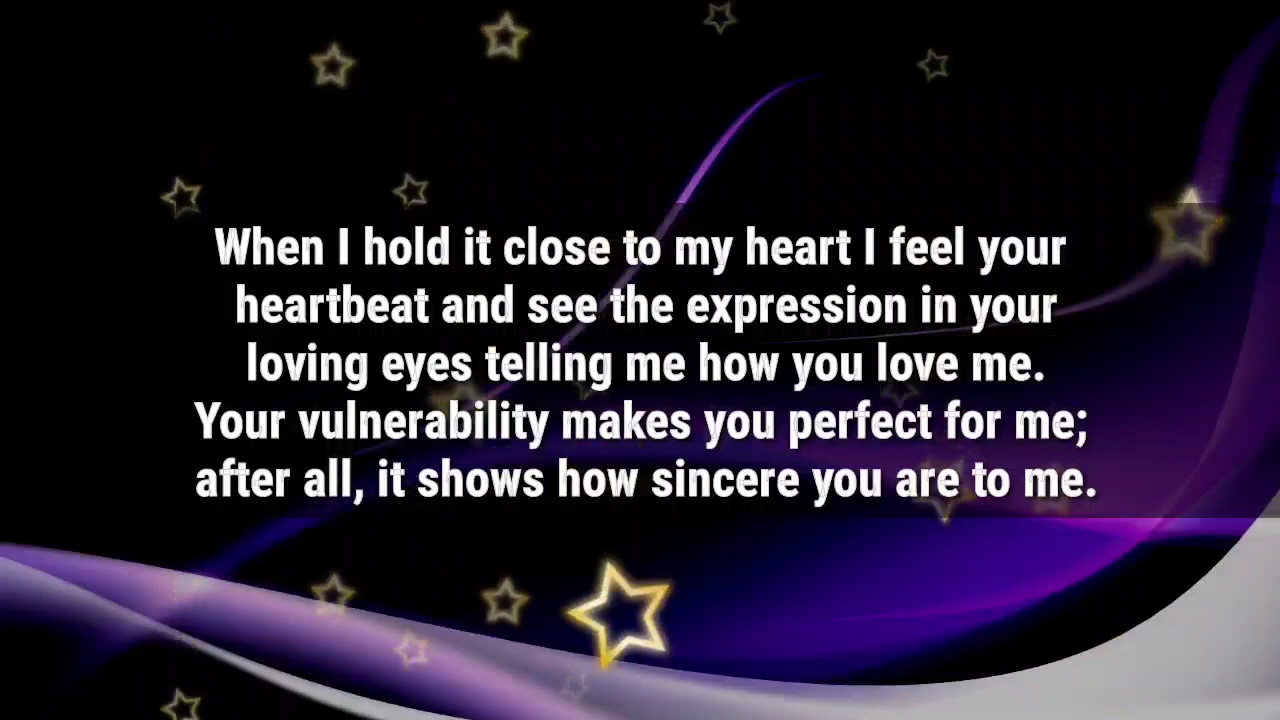 When I hold it close to my heart I feel your
heartbeat and see the expression in your
loving eyes telling me how you love me.
Your vulnerability makes you perfect for me;
after all, it shows how sincere you are to me.